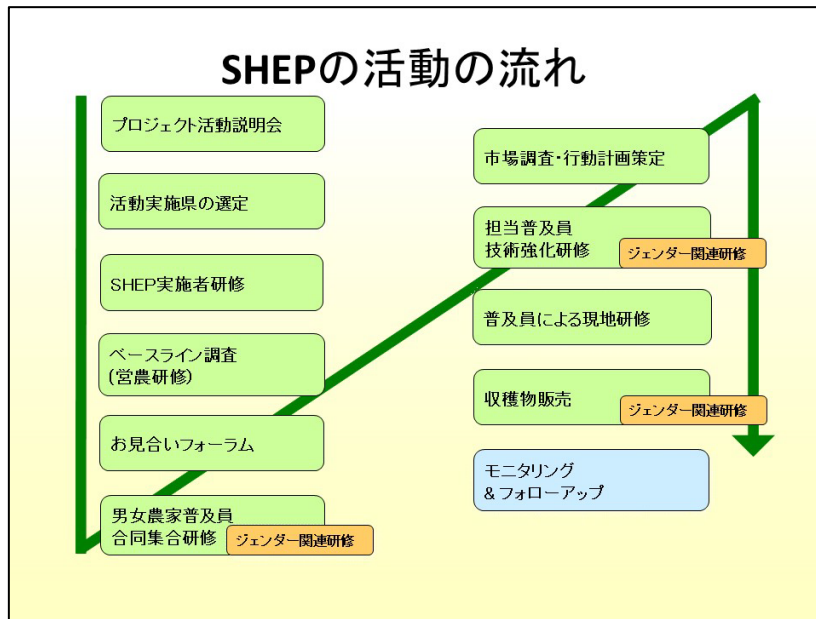 SHEPの活動の流れ
プロジェクト活動説明会
活動実施県の選定
SHEP実施者研修
ベースライン調査
(営農研修)
お見合いフォーラム
男女農家普及員
合同集合研修
ジェンダー関連研修
市場調査・行動計画策定
担当普及員
技術強化研修
ジェンダー関連研修
普及員による現地研修
収穫物販売
ジェンダー関連研修
モニタリング
&フォローアップ